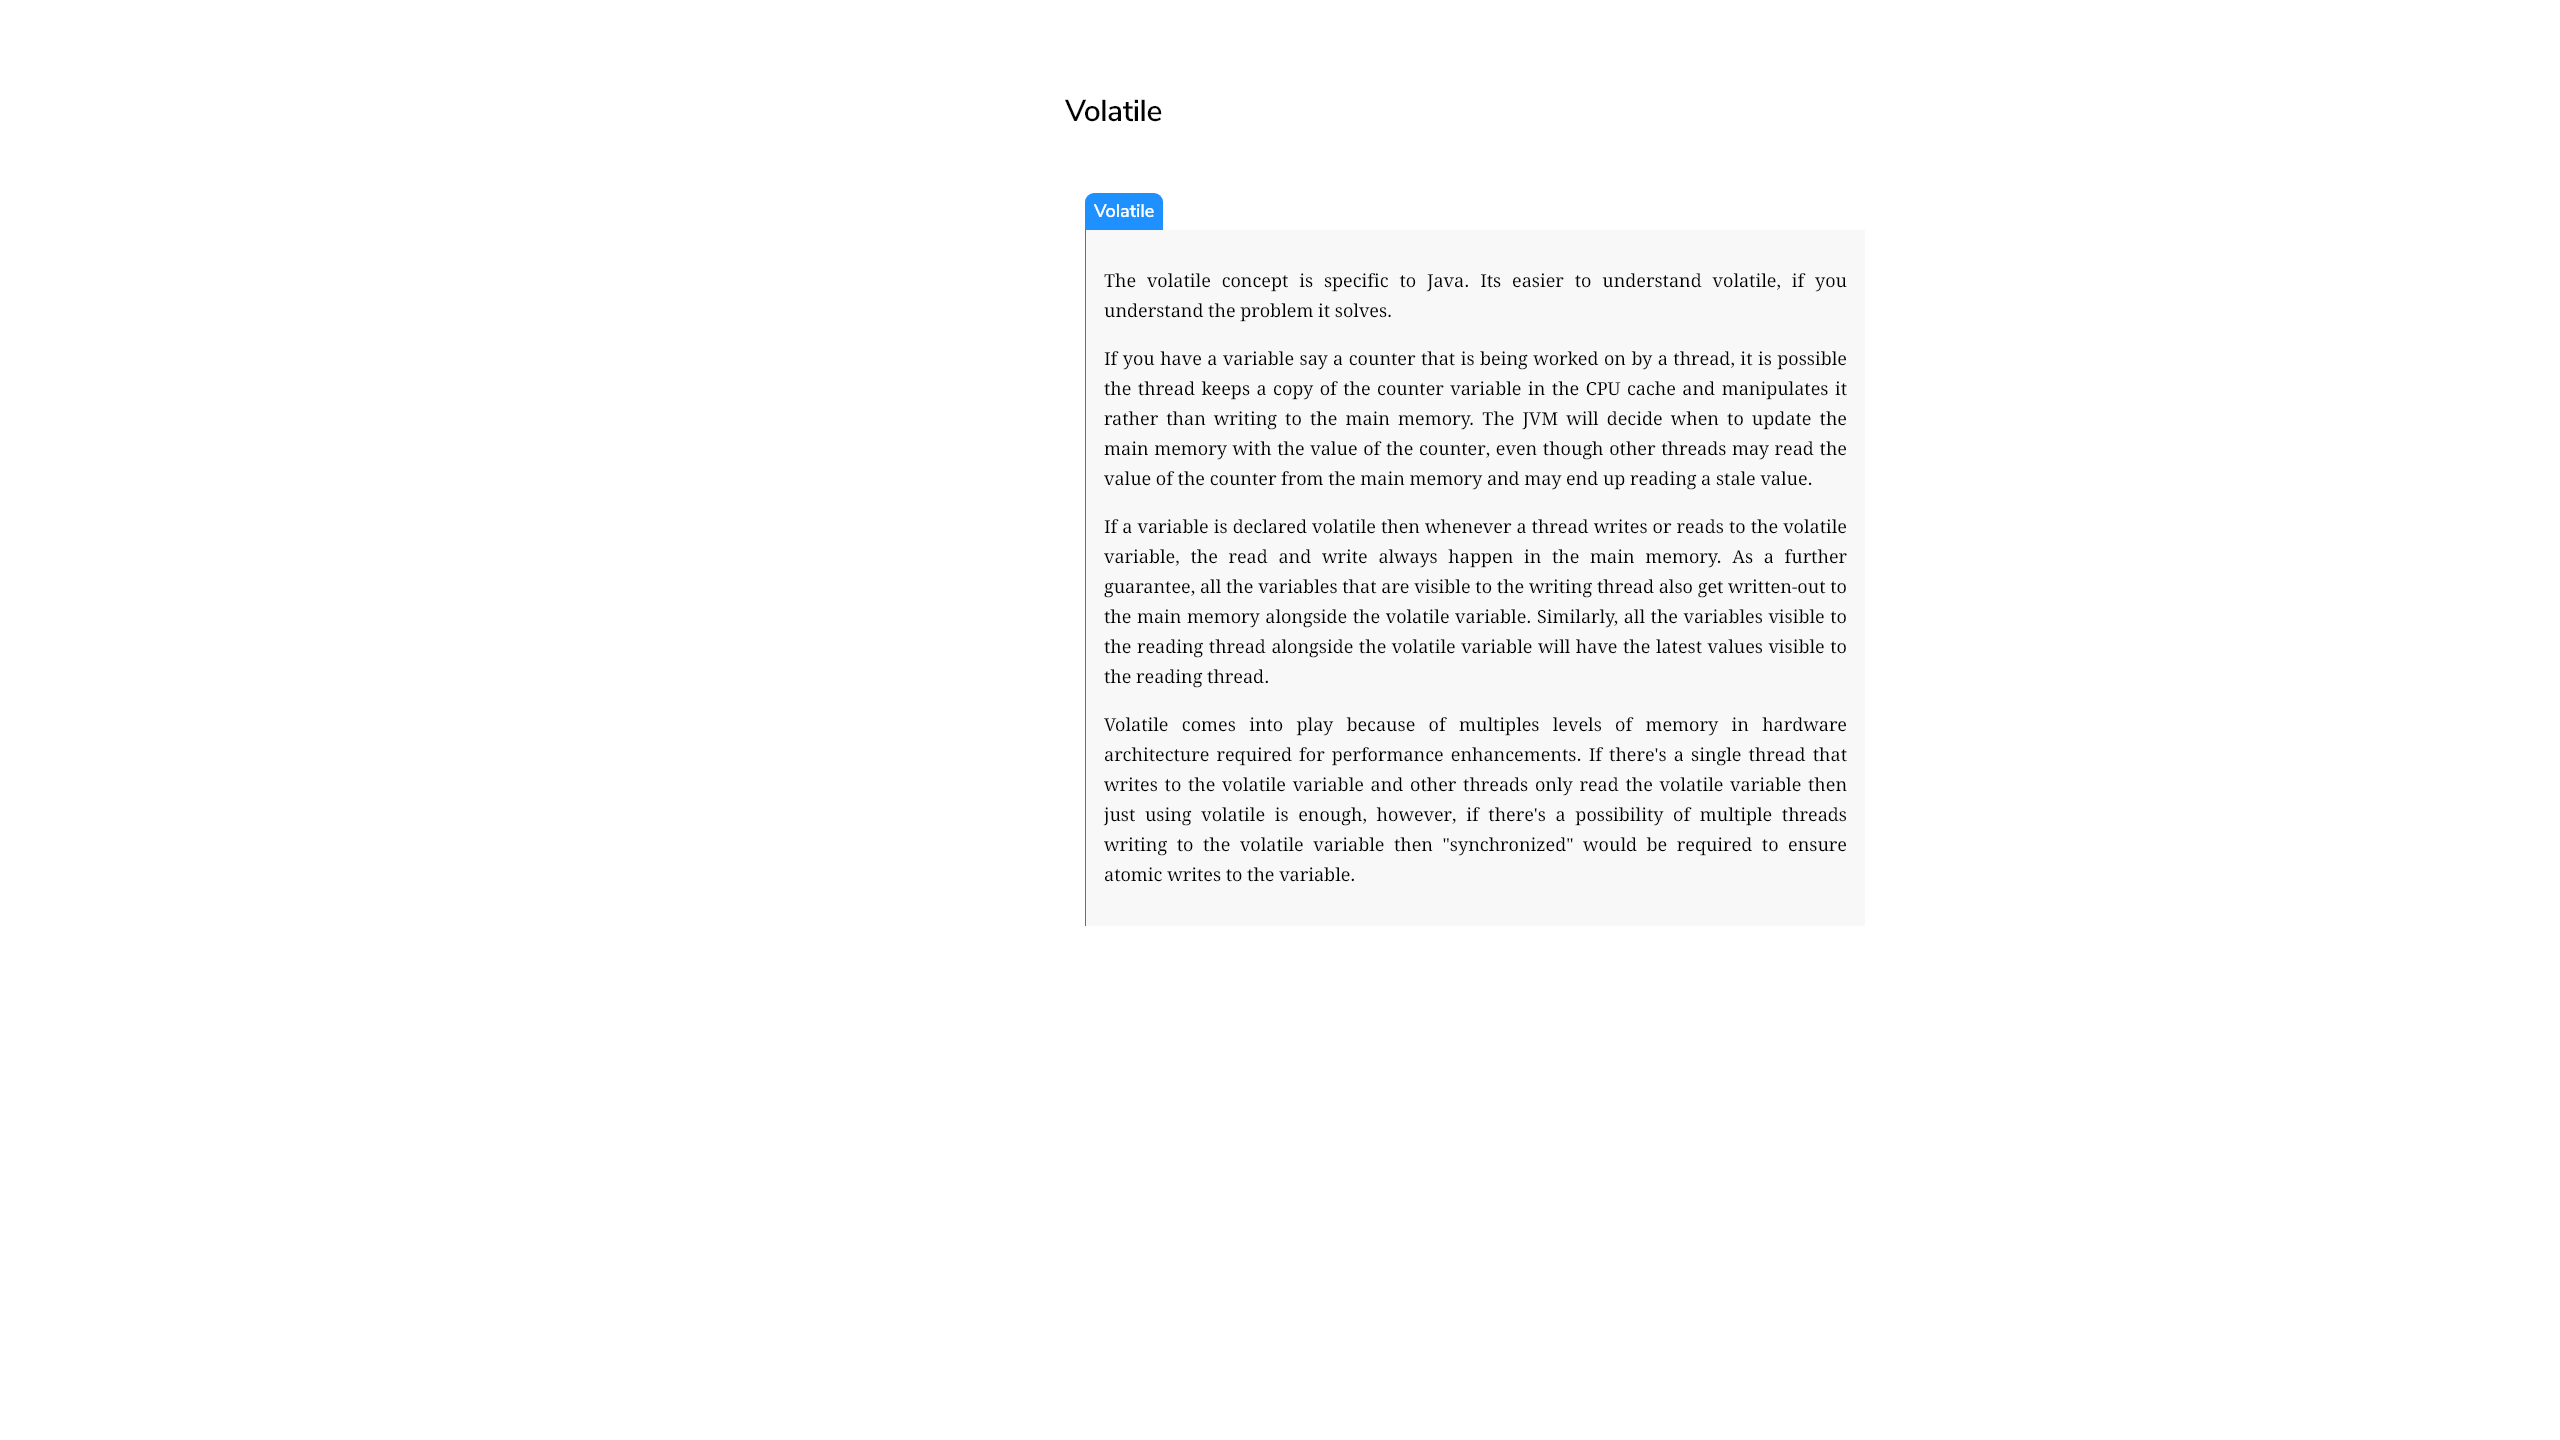 Volatile
Volatile
The volatile concept is specific to Java. Its easier to understand volatile, if you
understand the problem it solves.
If you have a variable say a counter that is being worked on by a thread, it is possible
the thread keeps a copy of the counter variable in the CPU cache and manipulates it
rather than writing to the main memory. The JVM will decide when to update the
main memory with the value of the counter, even though other threads may read the
value of the counter from the main memory and may end up reading a stale value.
If a variable is declared volatile then whenever a thread writes or reads to the volatile
variable, the read and write always happen in the main memory. As a further
guarantee, all the variables that are visible to the writing thread also get written-out to
the main memory alongside the volatile variable. Similarly, all the variables visible to
the reading thread alongside the volatile variable will have the latest values visible to
the reading thread.
Volatile comes into play because of multiples levels of memory in hardware
architecture required for performance enhancements. If there's a single thread that
writes to the volatile variable and other threads only read the volatile variable then
just using volatile is enough, however, if there's a possibility of multiple threads
writing to the volatile variable then "synchronized" would be required to ensure
atomic writes to the variable.